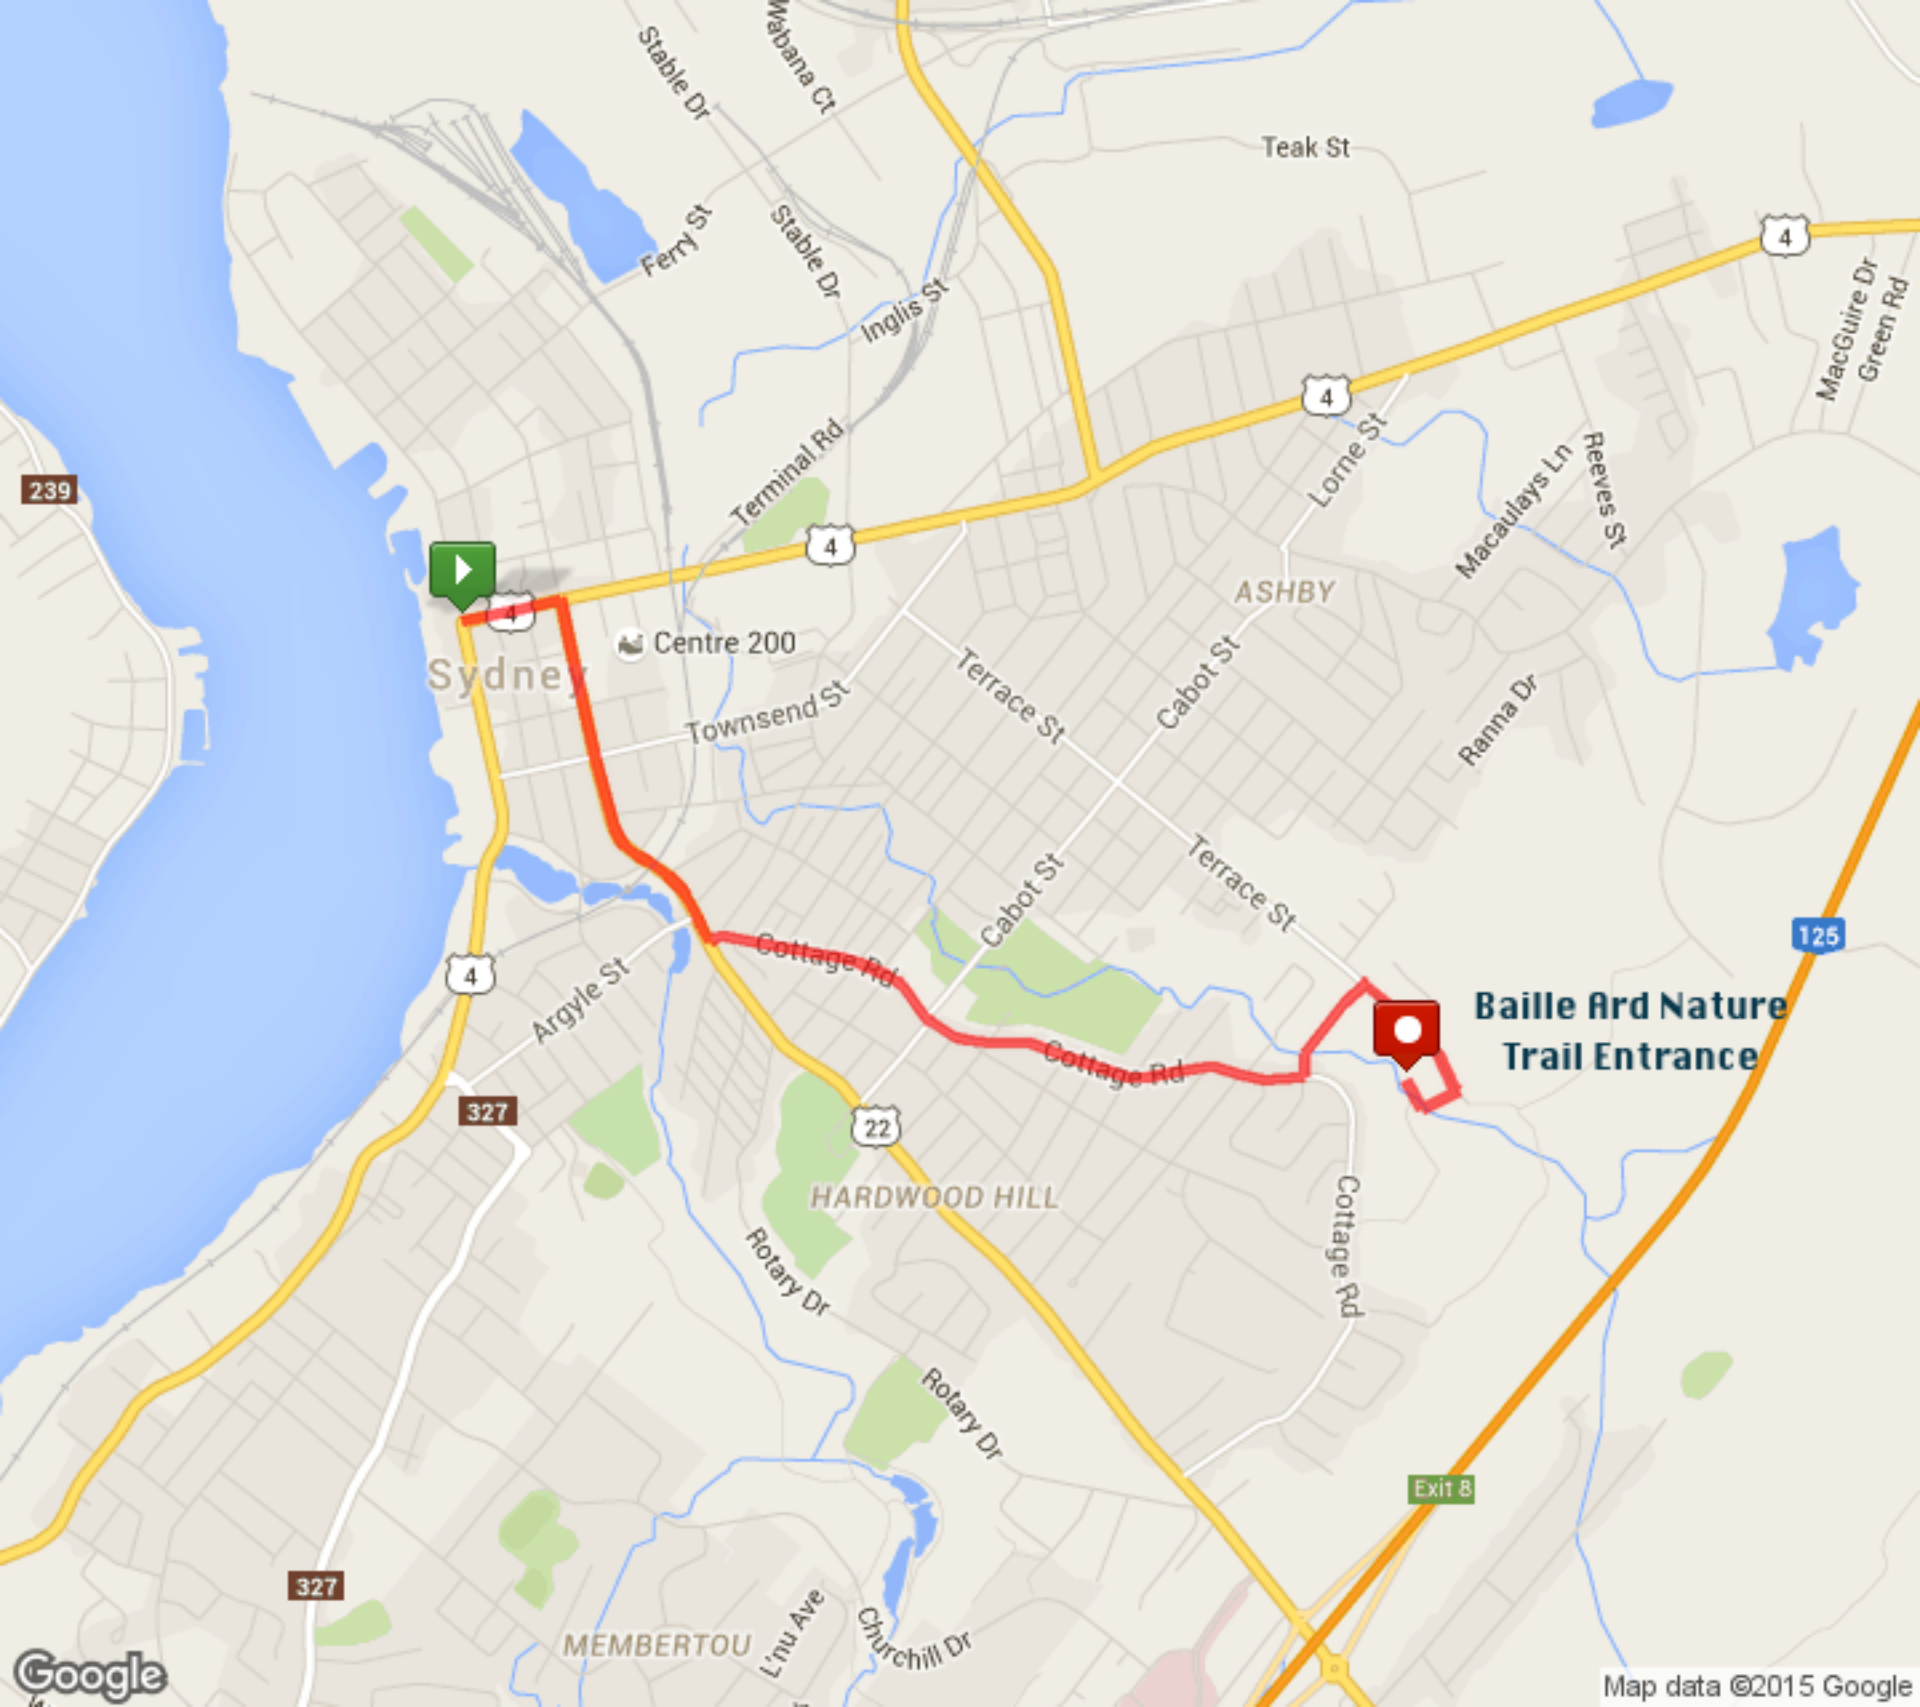 Stable Dr
Wabana Ct
Teak St
Ferry St
Stable Dr
4
Inglis St
MacGuire Dr
Green Rd
4
Lorne St
Terminal Rd
Macaulays Ln
Reeves St
239
4
ASHBY
4
Centre 200
Sydney
Terrace St
Cabot St
Townsend St
Ranna Dr
Terrace St
Cabot St
125
Cottage Rd
4
Argyle St
Baille Ard Nature
Trail Entrance
Cottage Rd
327
22
HARDWOOD HILL
Cottage Rd
Rotary Dr
Rotary Dr
Exit 8
327
L'nu Ave
Churchill Dr
MEMBERTOU
Google
Map data ©2015 Google